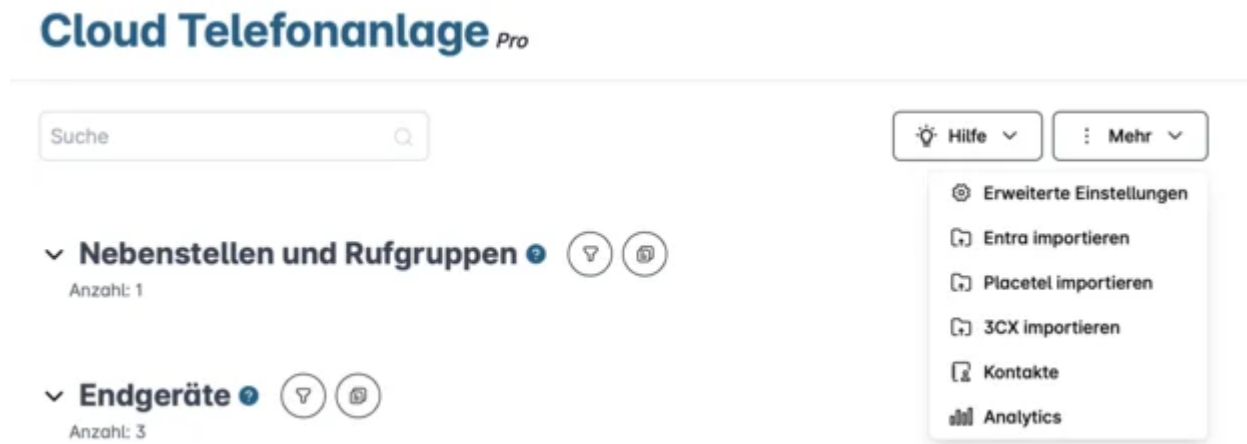 Cloud Telefonanlage Pro
Suche
Hilfe
Mehr
Erweiterte Einstellungen
Entra importieren
Placetel importieren
3CX importieren
Kontakte
Analytics
Nebenstellen und Rufgruppen ?
Anzahl: 1
Endgeräte ?
Anzahl: 3